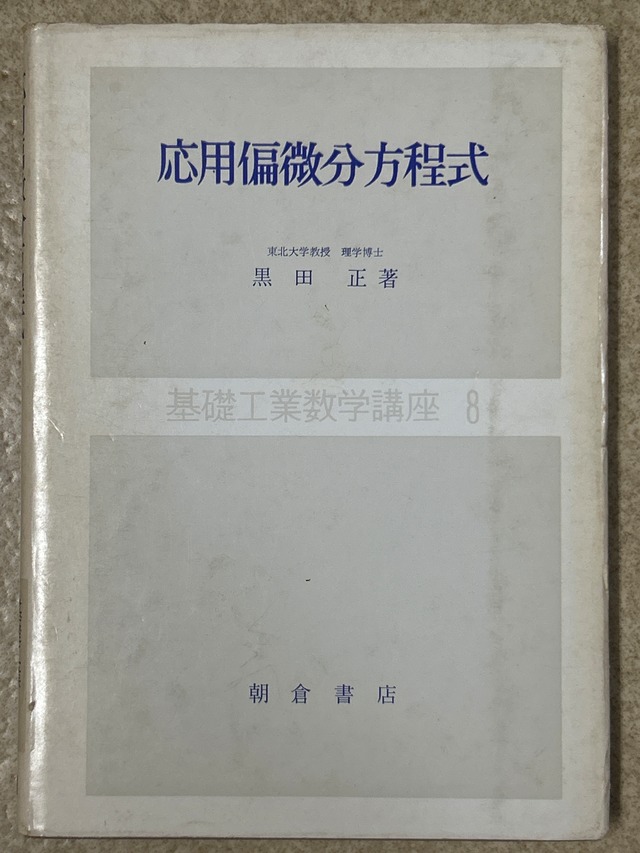 応用偏微分方程式
東北大学教授 理学博士
黒田 正著
基礎工業数学講座 8
朝倉書店